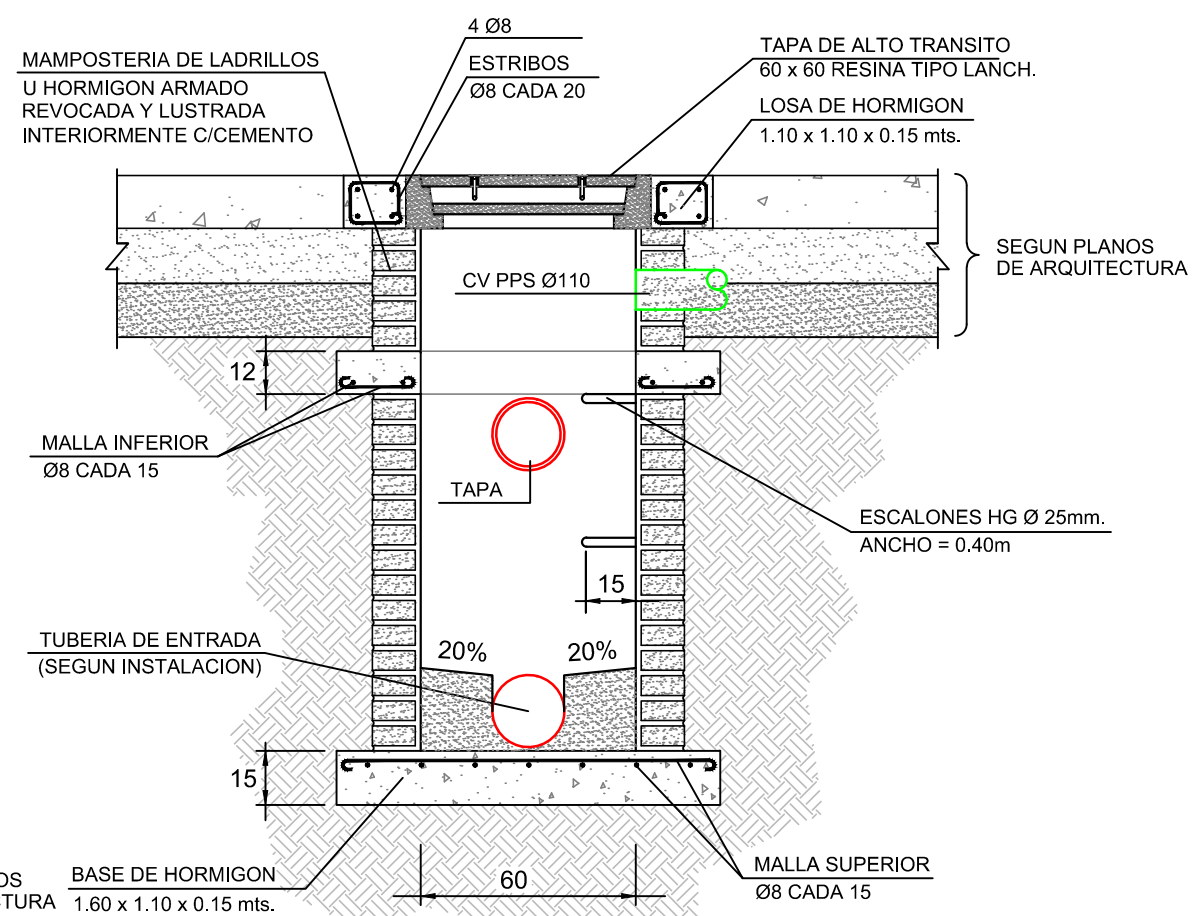 4 Ø8
MAMPOSTERIA DE LADRILLOS
U HORMIGON ARMADO
REVOCADA Y LUSTRADA
INTERIORMENTE C/CEMENTO
ESTRIBOS
Ø8 CADA 20
TAPA DE ALTO TRANSITO
60 x 60 RESINA TIPO LANCH.
LOSA DE HORMIGON
1.10 x 1.10 x 0.15 mts.
SEGUN PLANOS
DE ARQUITECTURA
CV PPS Ø110
12
MALLA INFERIOR
Ø8 CADA 15
TAPA
ESCALONES HG Ø 25mm.
ANCHO = 0.40m
15
TUBERIA DE ENTRADA
(SEGUN INSTALACION)
20%
20%
15
BASE DE HORMIGON
1.60 x 1.10 x 0.15 mts.
60
MALLA SUPERIOR
Ø8 CADA 15
OS
CTURA